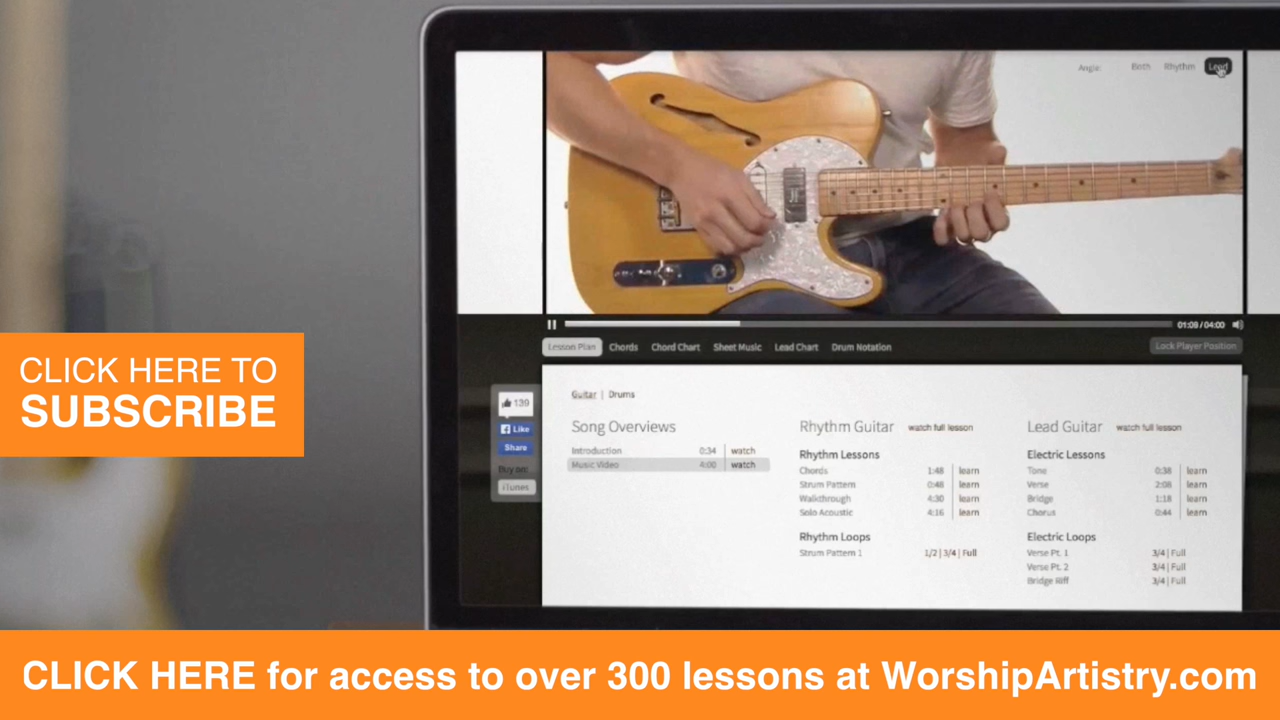 Angle:
Both
Rhythm
Lead
01:08 / 04:00
Lesson Plan
Chords
Chord Chart
Sheet Music
Lead Chart
Drum Notation
Lock Player Position
CLICK HERE TO
SUBSCRIBE
139
Like
Share
Buy on:
iTunes
Guitar | Drums
Song Overviews
Introduction 0:34 watch
Music Video 4:00 watch
Rhythm Guitar watch full lesson
Rhythm Lessons
Chords 1:48 learn
Strum Pattern 0:48 learn
Walkthrough 4:30 learn
Solo Acoustic 4:16 learn
Rhythm Loops
Strum Pattern 1 1/2 | 3/4 | Full
Lead Guitar watch full lesson
Electric Lessons
Tone 0:38 learn
Verse 2:08 learn
Bridge 1:18 learn
Chorus 0:44 learn
Electric Loops
Verse Pt. 1 3/4 | Full
Verse Pt. 2 3/4 | Full
Bridge Riff 3/4 | Full
CLICK HERE for access to over 300 lessons at WorshipArtistry.com